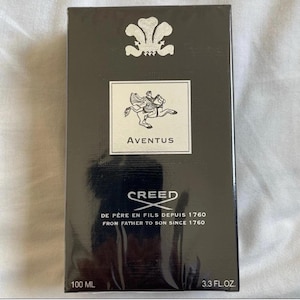 AVENTUS
CREED
DE PÈRE EN FILS DEPUIS 1760
FROM FATHER TO SON SINCE 1760
100 ML 3.3 FL.OZ.